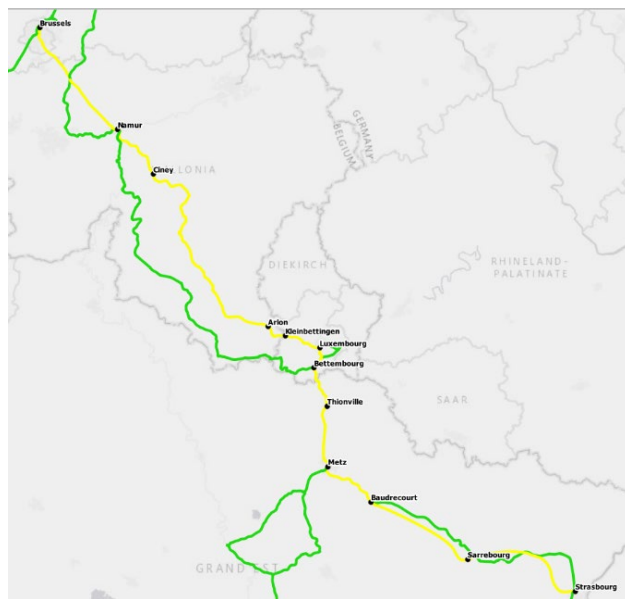 Brussels
Namur
Ciney
LONIA
GERMANY
BELGIUM
DIEKIRCH
RHINELAND-
PALATINATE
Arlon
Kleinbettingen
Luxembourg
Bettembourg
Thionville
SAAR
Metz
Baudrecourt
Sarrebourg
GRAND EST
Strasbourg